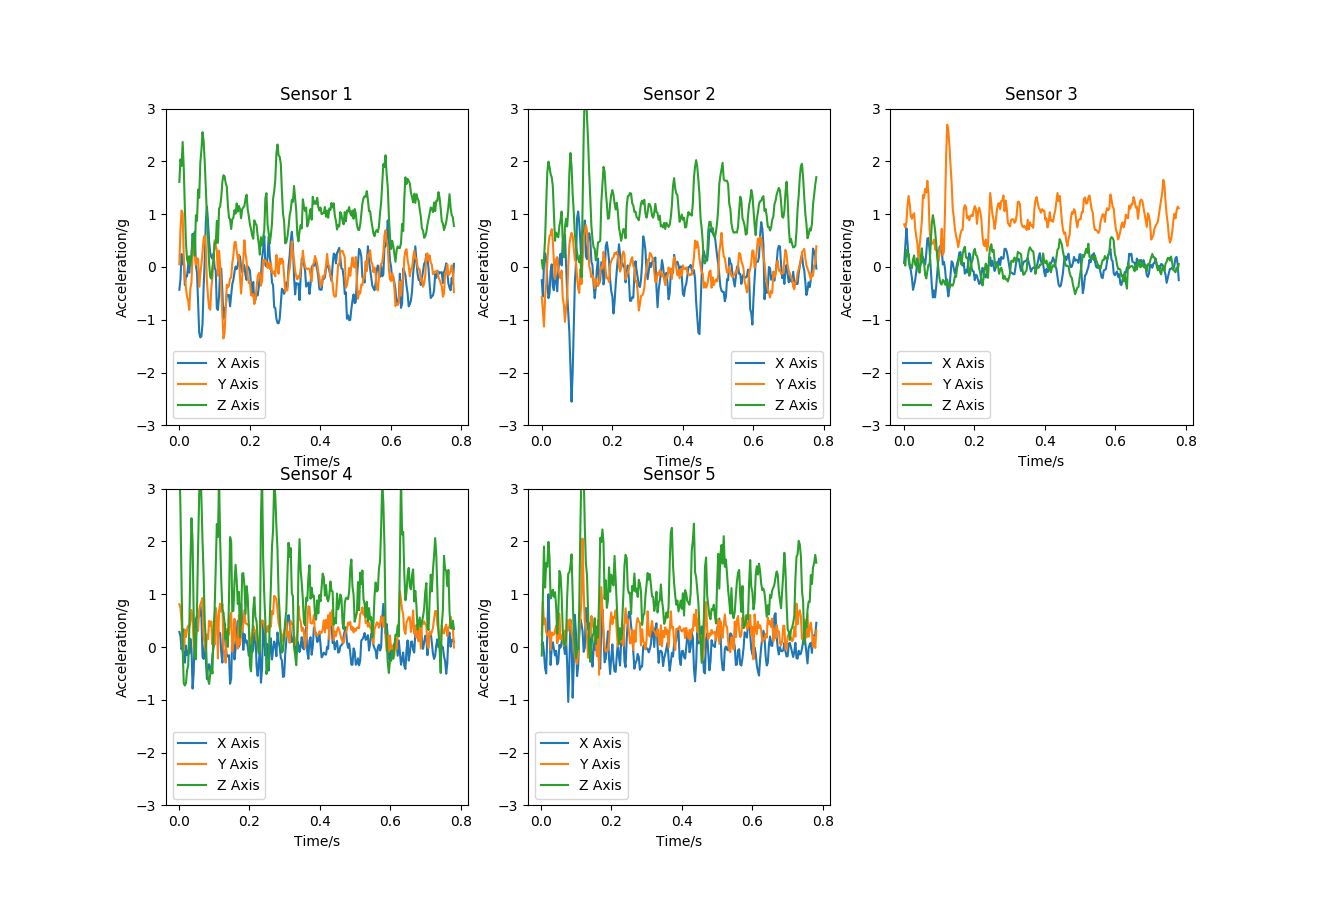 Sensor 1
Acceleration/g
3
2
1
0
−1
−2
−3
X Axis
Y Axis
Z Axis
0.0 0.2 0.4 0.6 0.8
Time/s
Sensor 2
Acceleration/g
3
2
1
0
−1
−2
−3
X Axis
Y Axis
Z Axis
0.0 0.2 0.4 0.6 0.8
Time/s
Sensor 3
Acceleration/g
3
2
1
0
−1
−2
−3
X Axis
Y Axis
Z Axis
0.0 0.2 0.4 0.6 0.8
Time/s
Sensor 4
Acceleration/g
3
2
1
0
−1
−2
−3
X Axis
Y Axis
Z Axis
0.0 0.2 0.4 0.6 0.8
Time/s
Sensor 5
Acceleration/g
3
2
1
0
−1
−2
−3
X Axis
Y Axis
Z Axis
0.0 0.2 0.4 0.6 0.8
Time/s